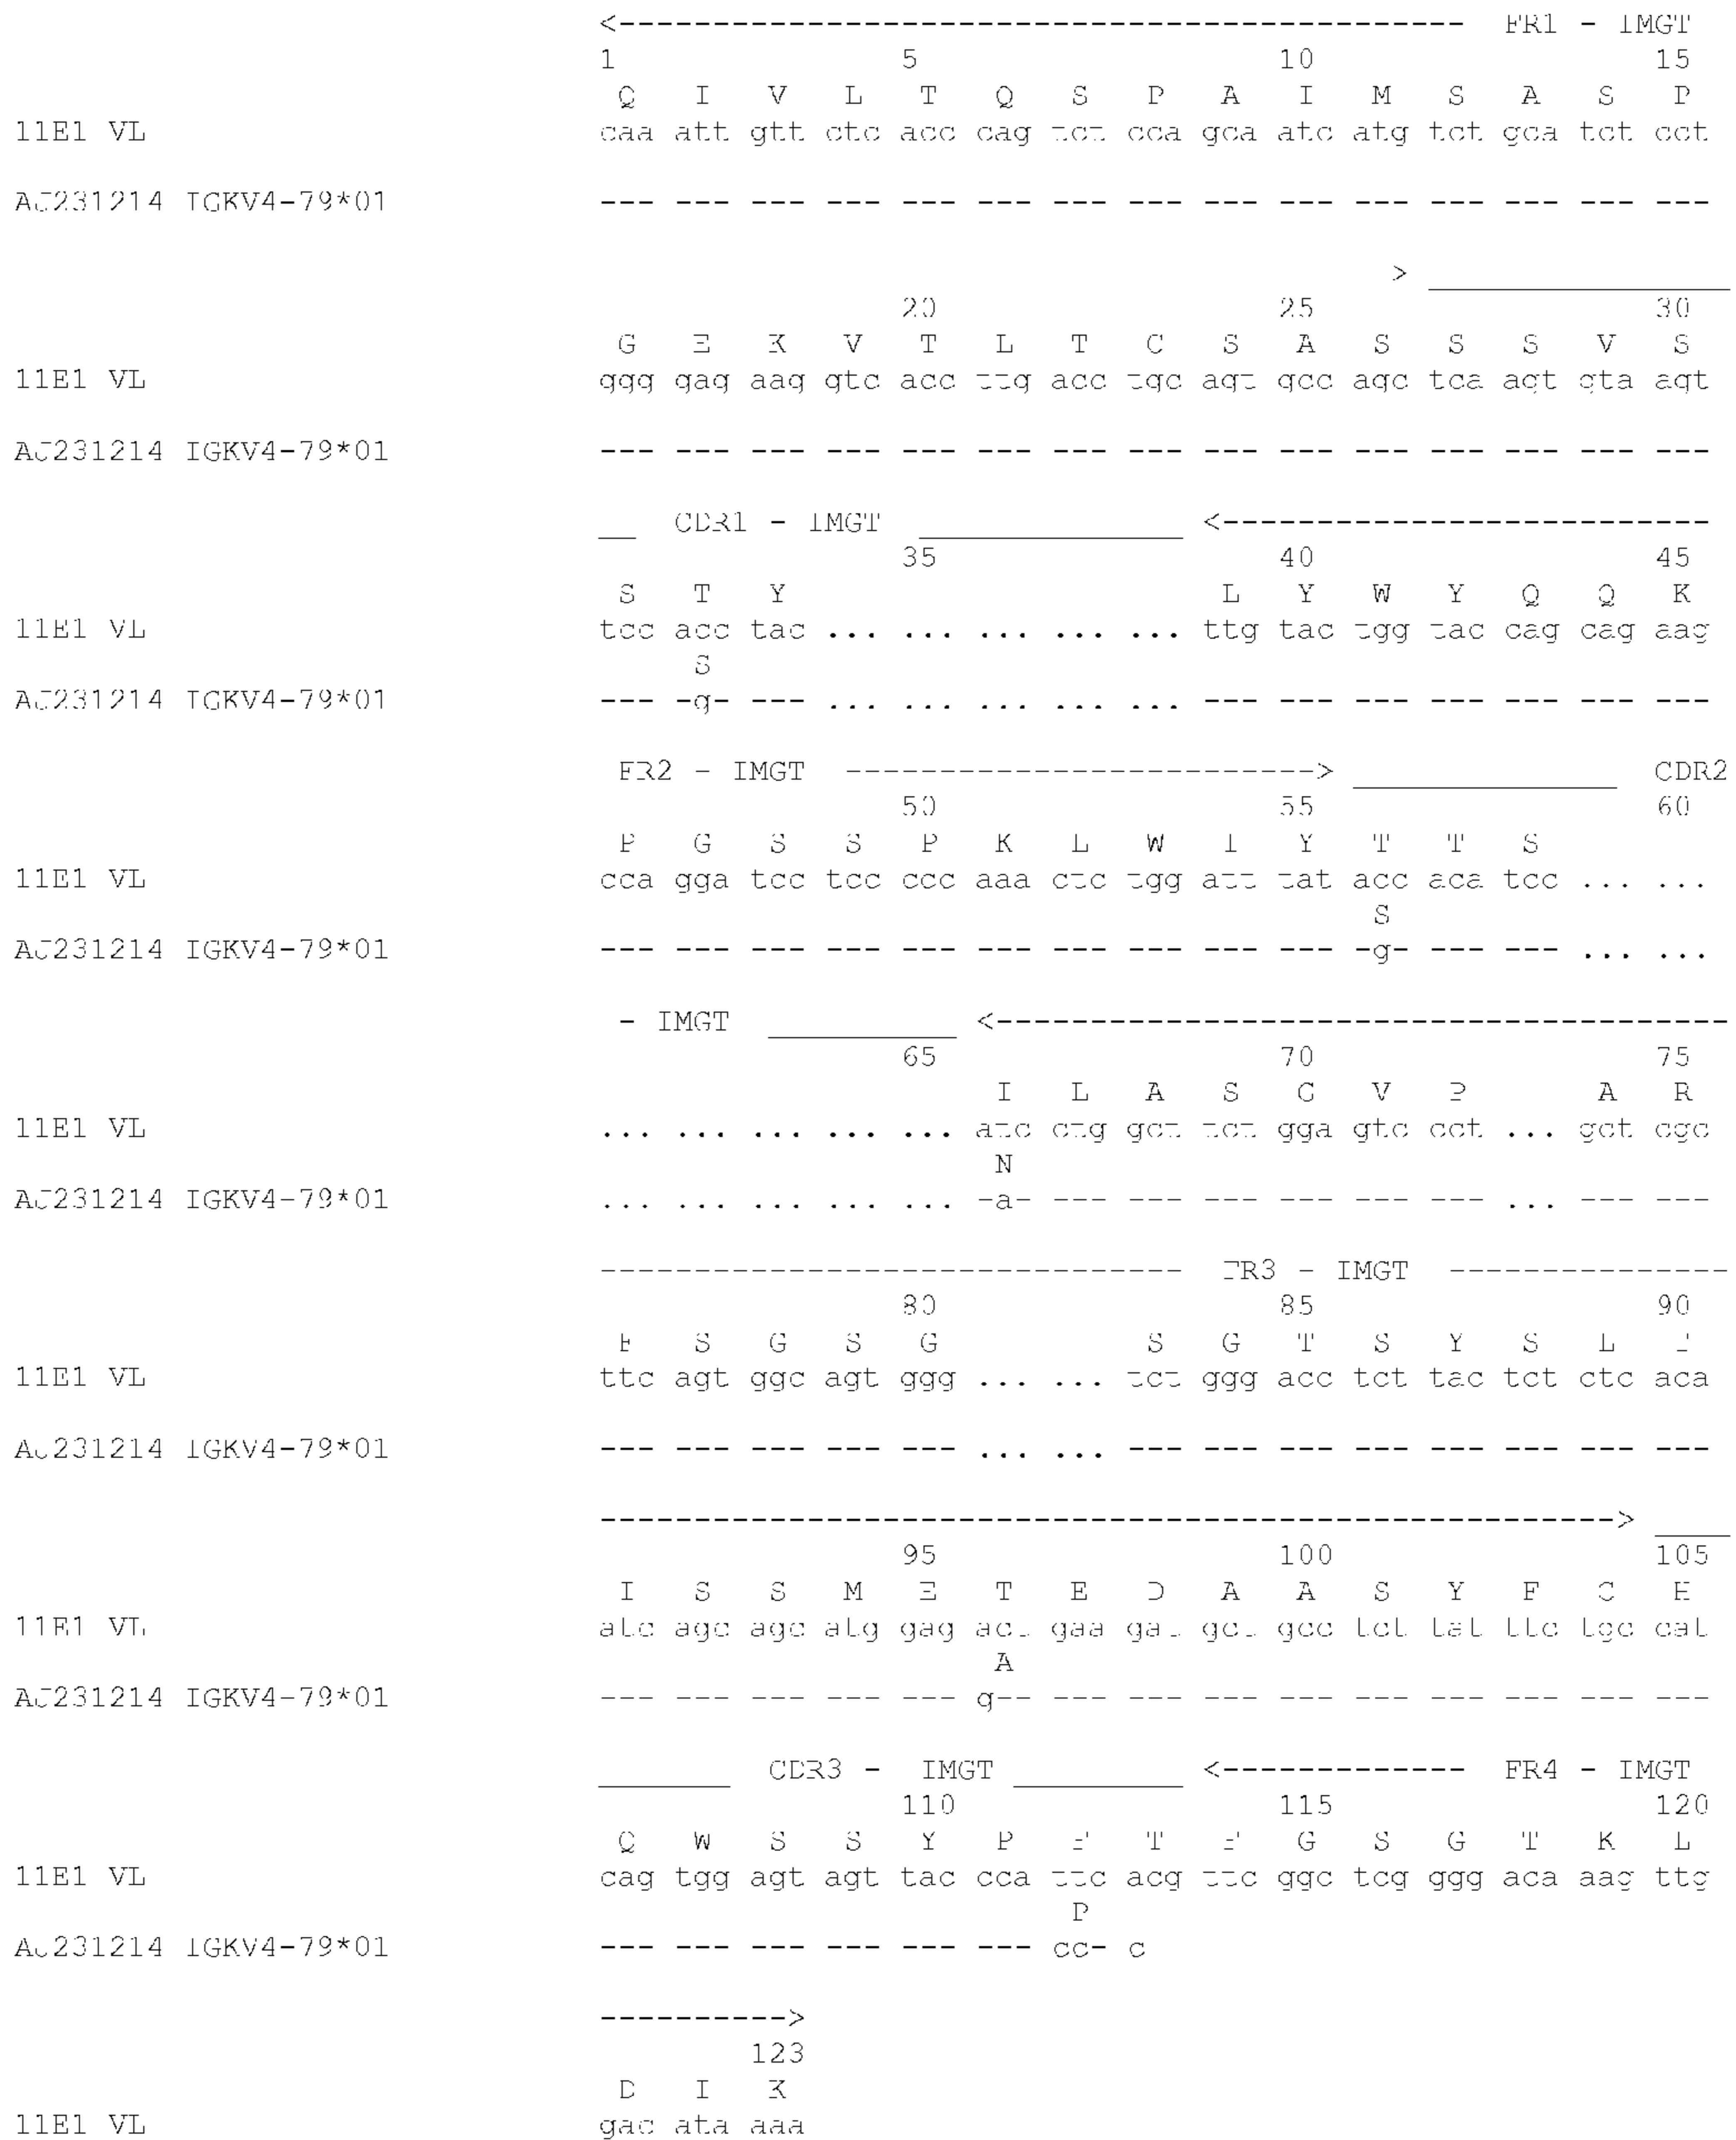 <--------------------------------------------- FR1 - IMGT
1 5 10 15
Q I V L T Q S P A I M S A S P
11E1 VL caa att gtt ctc acc cag tct cca gca atc atg tct gca tct cct
AJ231214 IGKV4-79*01 --- --- --- --- --- --- --- --- --- --- --- --- --- --- ---
> ________________
20 25 30
G E K V T L T C S A S S S V S
11E1 VL ggg gag aag gtc acc ttg acc tgc agt gcc agc tca agt gta agt
AJ231214 IGKV4-79*01 --- --- --- --- --- --- --- --- --- --- --- --- --- --- ---
__ CDR1 - IMGT ______________ <--------------------------
35 40 45
S T Y L Y W Y Q Q K
11E1 VL tcc acc tac ... ... ... ... ... ttg tac tgg tac cag cag aag
S
AJ231214 IGKV4-79*01 --- -g- --- ... ... ... ... ... --- --- --- --- --- --- ---
FR2 - IMGT -------------------------> ______________ CDR2
50 55 60
P G S S P K L W I Y T T S
11E1 VL cca gga tcc tcc ccc aaa ctc tgg att tat acc aca tcc ... ...
S
AJ231214 IGKV4-79*01 --- --- --- --- --- --- --- --- --- --- -g- --- --- ... ...
- IMGT __________ <---------------------------------------
65 70 75
I L A S G V P A R
11E1 VL ... ... ... ... ... atc ctg gct tct gga gtc cct ... gct cgc
N
AJ231214 IGKV4-79*01 ... ... ... ... ... -a- --- --- --- --- --- --- ... --- ---
------------------------------- FR3 - IMGT ---------------
80 85 90
F S G S G S G T S Y S L T
11E1 VL ttc agt ggc agt ggg ... ... tct ggg acc tct tac tct ctc aca
AJ231214 IGKV4-79*01 --- --- --- --- --- ... ... --- --- --- --- --- --- --- ---
------------------------------------------------------> ____
95 100 105
I S S M E T E D A A S Y F C H
11E1 VL atc agc agc atg gag act gaa gat gct gcc tct tat ttc tgc cat
A
AJ231214 IGKV4-79*01 --- --- --- --- --- g-- --- --- --- --- --- --- --- --- ---
_______ CDR3 - IMGT _________ <------------- FR4 - IMGT
110 115 120
Q W S S Y P F T F G S G T K L
11E1 VL cag tgg agt agt tac cca ttc acg ttc ggc tcg ggg aca aag ttg
P
AJ231214 IGKV4-79*01 --- --- --- --- --- --- cc- c
---------->
123
D I K
11E1 VL gac ata aaa